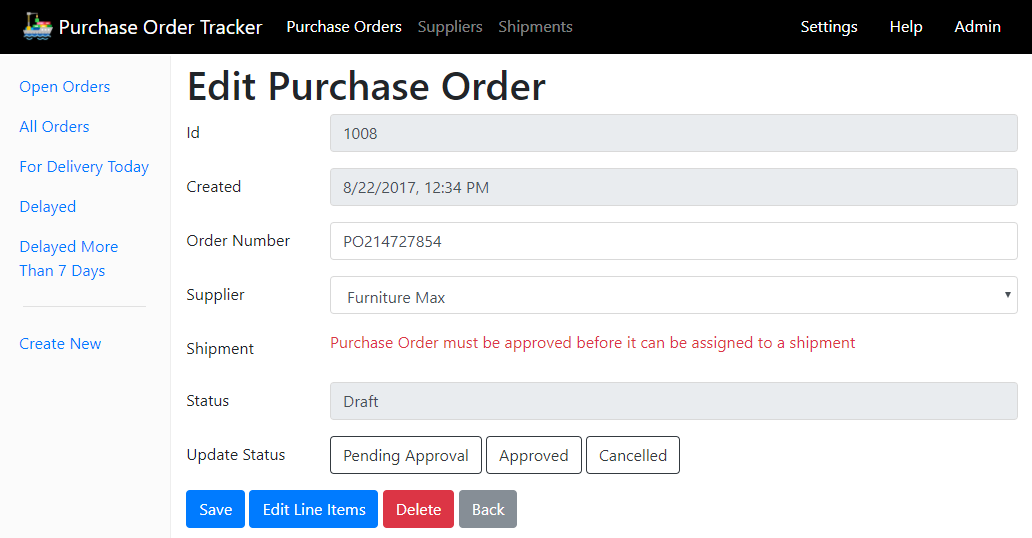 Purchase Order Tracker Purchase Orders Suppliers Shipments Settings Help Admin
Open Orders
All Orders
For Delivery Today
Delayed
Delayed More
Than 7 Days
Create New
Edit Purchase Order
Id 1008
Created 8/22/2017, 12:34 PM
Order Number PO214727854
Supplier Furniture Max
Shipment Purchase Order must be approved before it can be assigned to a shipment
Status Draft
Update Status Pending Approval Approved Cancelled
Save Edit Line Items Delete Back